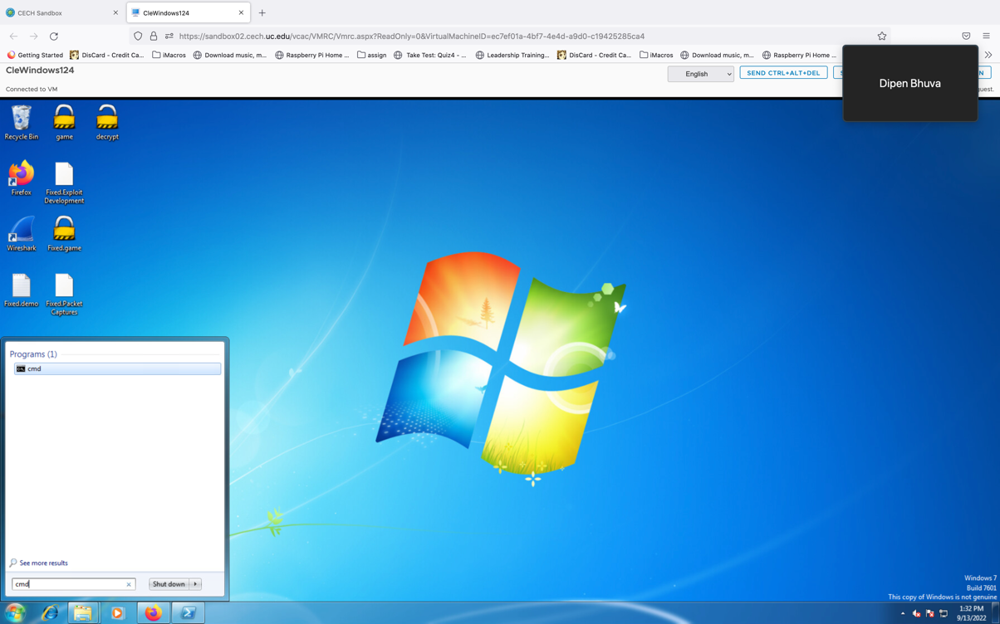 CECH Sandbox
CleWindows124
https://sandbox02.cech.uc.edu/vcac/VMRC/Vmrc.aspx?ReadOnly=0&VirtualMachineID=ec7ef01a-4bf7-4e4d-a9d0-c19425285ca4
Getting Started
DisCard - Credit Ca...
iMacros
Download music, m...
Raspberry Pi Home ...
assign
Take Test: Quiz4 - ...
Leadership Training...
DisCard - Credit Ca...
iMacros
Download music, m...
Raspberry Pi Home ...
CleWindows124
English
SEND CTRL+ALT+DEL
Connected to VM
Dipen Bhuva
Recycle Bin
game
decrypt
Firefox
Fixed.Exploit
Development
Wireshark
Fixed.game
Fixed.demo
Fixed.Packet
Captures
Programs (1)
cmd
See more results
cmd
Shut down
Windows 7
Build 7601
This copy of Windows is not genuine
1:32 PM
9/13/2022